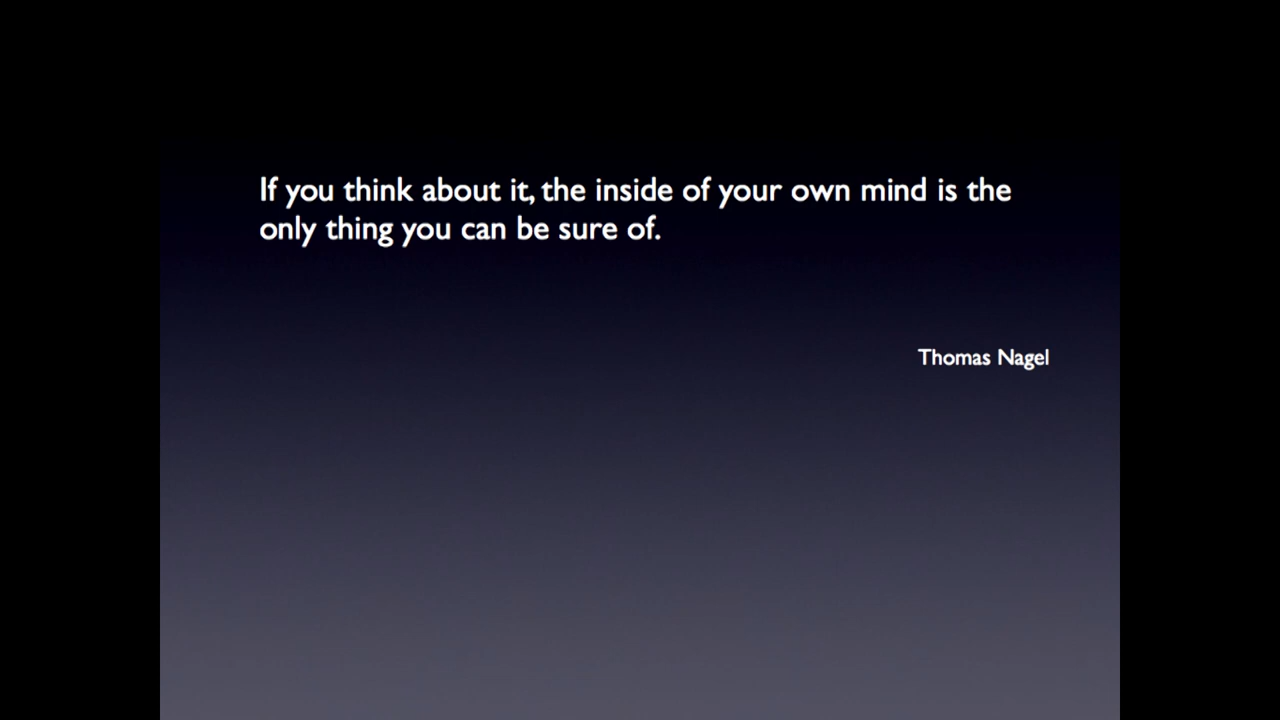 If you think about it, the inside of your own mind is the
only thing you can be sure of.
Thomas Nagel